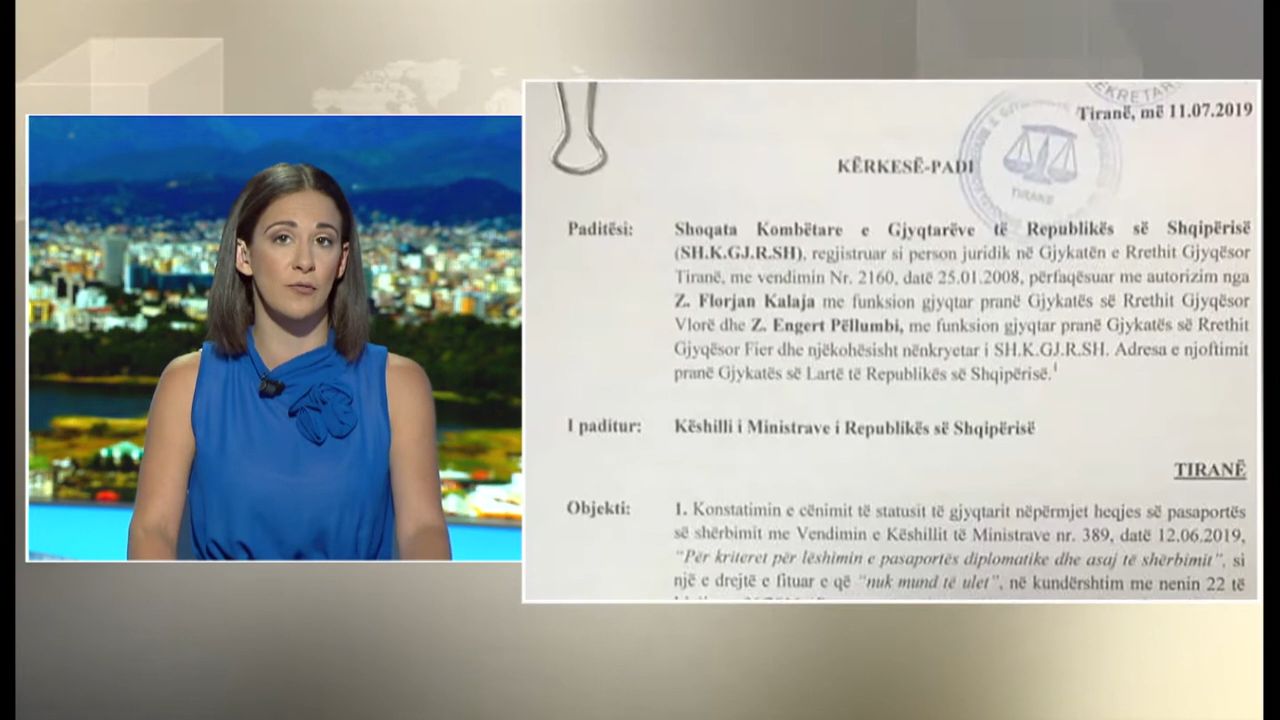 EKRETAR
Tiranë, më 11.07.2019
KËRKESË-PADI
TIRANË
Paditësi: Shoqata Kombëtare e Gjyqtarëve të Republikës së Shqipërisë
(SH.K.GJ.R.SH), regjistruar si person juridik në Gjykatën e Rrethit Gjyqësor
Tiranë, me vendimin Nr. 2160, datë 25.01.2008, përfaqësuar me autorizim nga
Z. Florjan Kalaja me funksion gjyqtar pranë Gjykatës së Rrethit Gjyqësor
Vlorë dhe Z. Engert Pëllumbi, me funksion gjyqtar pranë Gjykatës së Rrethit
Gjyqësor Fier dhe njëkohësisht nënkryetar i SH.K.GJ.R.SH. Adresa e njoftimit
pranë Gjykatës së Lartë të Republikës së Shqipërisë.¹
I paditur: Këshilli i Ministrave i Republikës së Shqipërisë
TIRANË
Objekti: 1. Konstatimin e cënimit të statusit të gjyqtarit nëpërmjet heqjes së pasaportës
së shërbimit me Vendimin e Këshillit të Ministrave nr. 389, datë 12.06.2019,
"Për kriteret për lëshimin e pasaportës diplomatike dhe asaj të shërbimit", si
një e drejtë e fituar e që "nuk mund të ulet", në kundërshtim me nenin 22 të